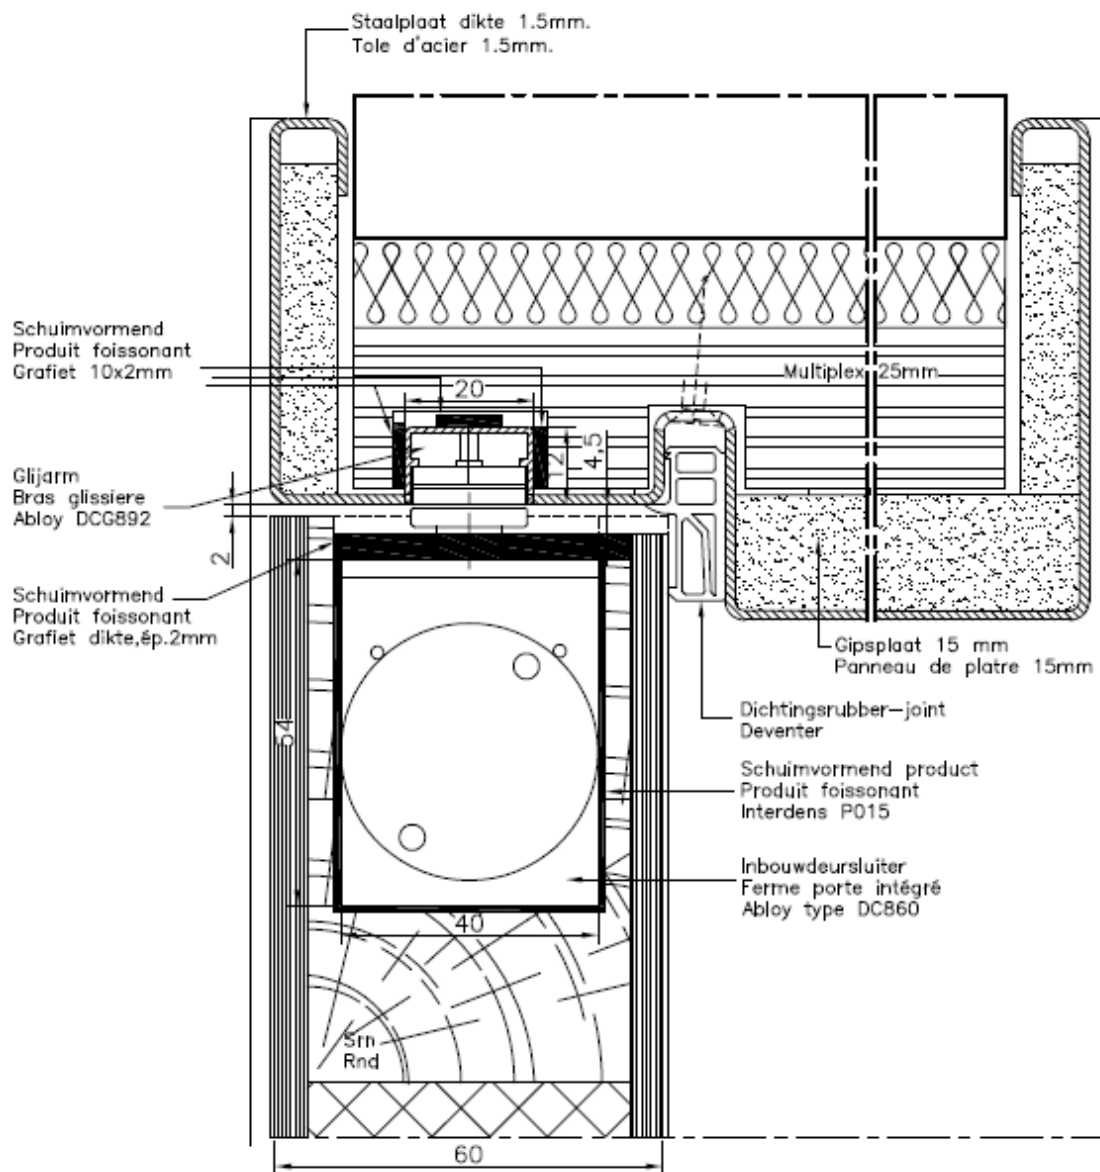 Staalplaat dikte 1.5mm.
Tole d'acier 1.5mm.
Schuimvormend
Produit foissonant
Grafiet 10x2mm
20
Multiplex 25mm
12
4,5
Glijarm
Bras glissiere
Abloy DCG892
2
Schuimvormend
Produit foissonant
Grafiet dikte,ép.2mm
Gipsplaat 15 mm
Panneau de platre 15mm
54
Dichtingsrubber-joint
Deventer
Schuimvormend product
Produit foissonant
Interdens P015
Inbouwdeursluiter
Ferme porte intégré
Abloy type DC860
40
Srn
Rnd
60